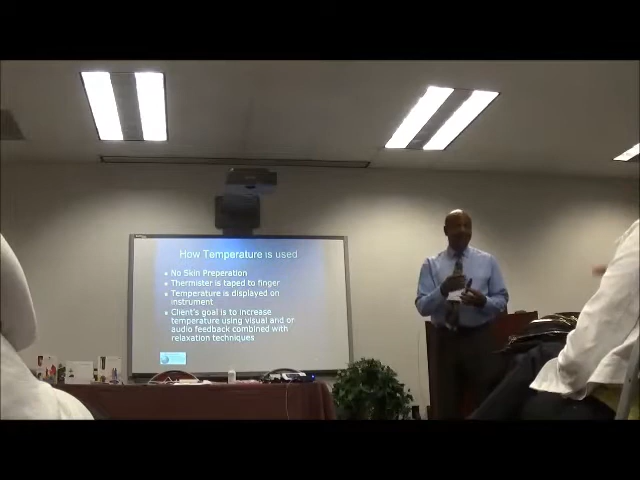 How Temperature is used
No Skin Preparation
Thermister is taped to finger
Temperature is displayed on
instrument
Client's goal is to increase
temperature using visual and or
audio feedback combined with
relaxation techniques